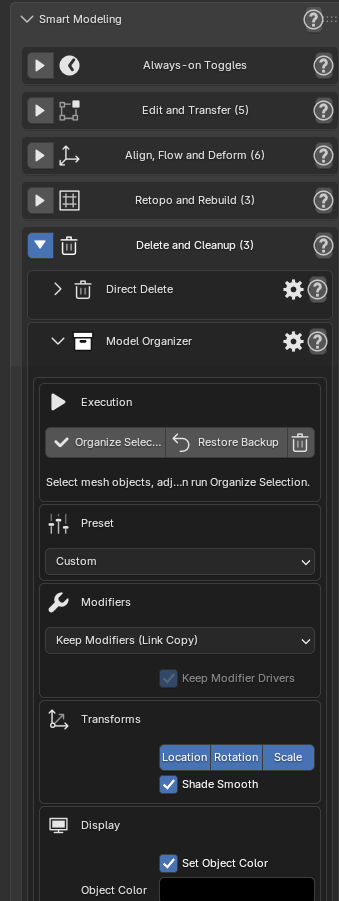 Smart Modeling
Always-on Toggles
Edit and Transfer (5)
Align, Flow and Deform (6)
Retopo and Rebuild (3)
Delete and Cleanup (3)
Direct Delete
Model Organizer
Execution
Organize Selec... Restore Backup
Select mesh objects, adj...n run Organize Selection.
Preset
Custom
Modifiers
Keep Modifiers (Link Copy)
Keep Modifier Drivers
Transforms
Location Rotation Scale
Shade Smooth
Display
Set Object Color
Object Color